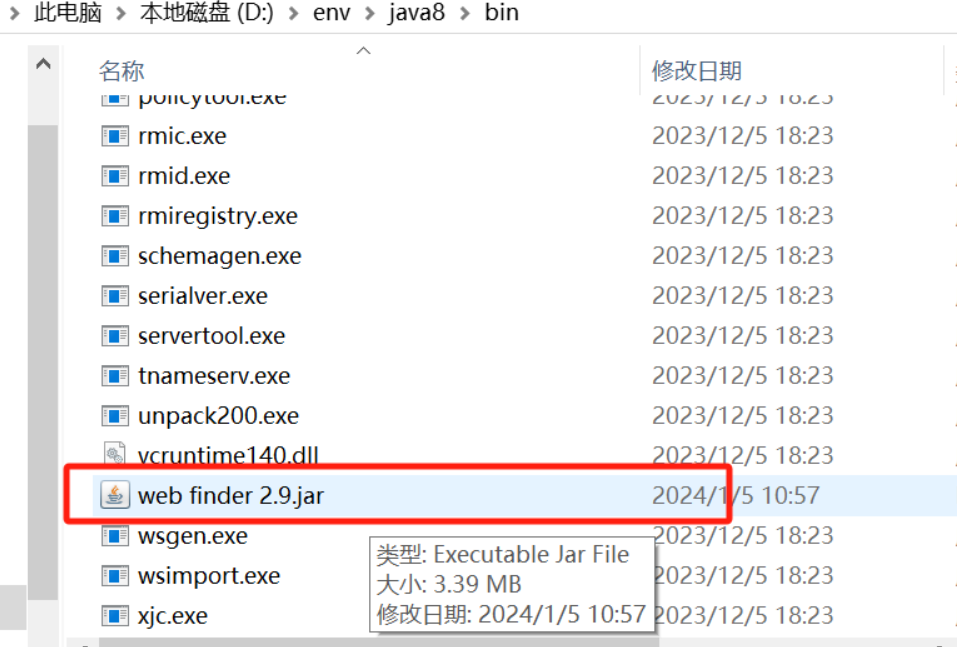 此电脑 > 本地磁盘 (D:) > env > java8 > bin
名称 修改日期
policytool.exe 2023/12/5 18:23
rmic.exe 2023/12/5 18:23
rmid.exe 2023/12/5 18:23
rmiregistry.exe 2023/12/5 18:23
schemagen.exe 2023/12/5 18:23
serialver.exe 2023/12/5 18:23
servertool.exe 2023/12/5 18:23
tnameserv.exe 2023/12/5 18:23
unpack200.exe 2023/12/5 18:23
vcruntime140.dll 2023/12/5 18:23
web finder 2.9.jar 2024/1/5 10:57
wsgen.exe 2023/12/5 18:23
类型: Executable Jar File
wsimport.exe 2023/12/5 18:23
大小: 3.39 MB
修改日期: 2024/1/5 10:57
xjc.exe 2023/12/5 18:23